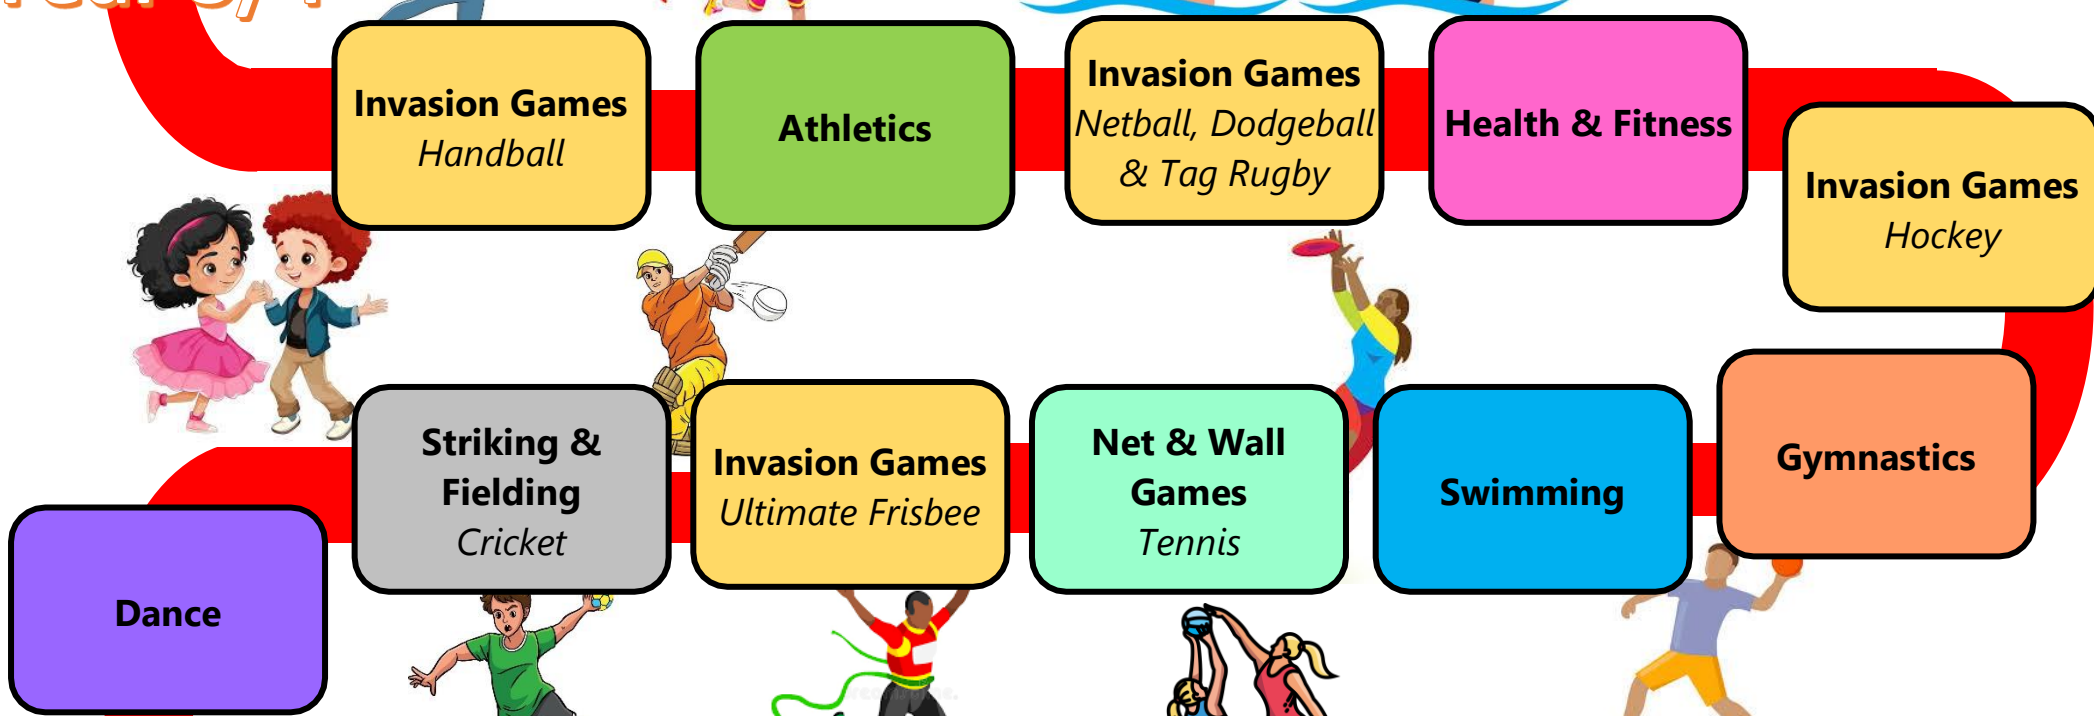 Invasion Games
Handball
Athletics
Invasion Games
Netball, Dodgeball
& Tag Rugby
Health & Fitness
Invasion Games
Hockey
Striking &
Fielding
Cricket
Invasion Games
Ultimate Frisbee
Net & Wall
Games
Tennis
Swimming
Gymnastics
Dance